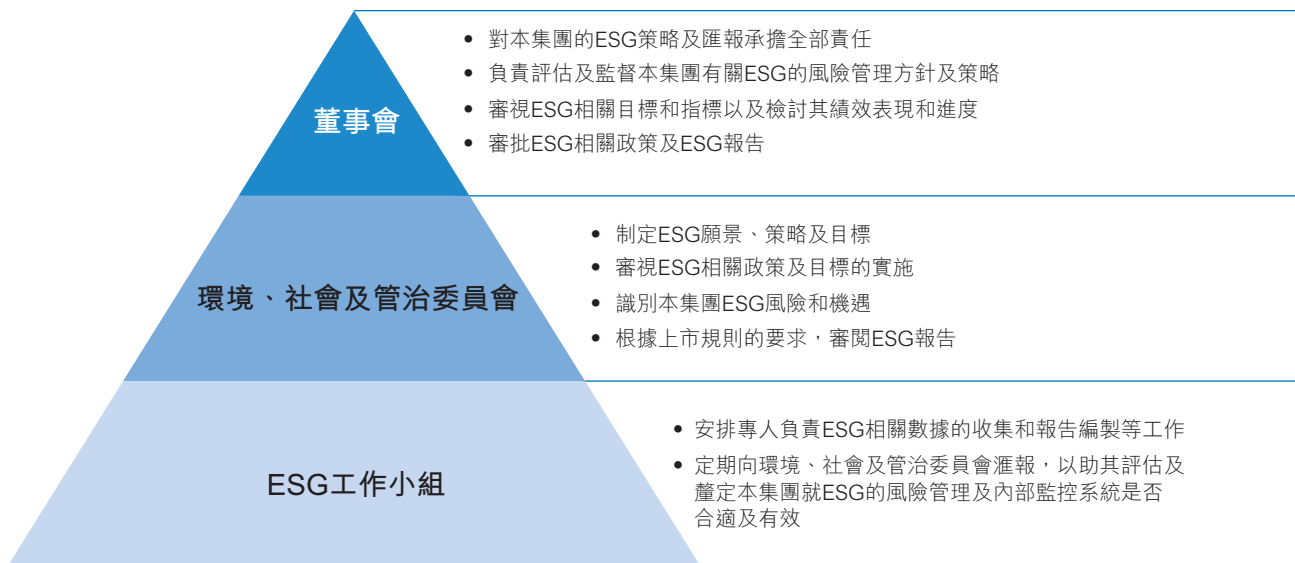 董事會
• 對本集團的ESG策略及匯報承擔全部責任
• 負責評估及監督本集團有關ESG的風險管理方針及策略
• 審視ESG相關目標和指標以及檢討其績效表現和進度
• 審批ESG相關政策及ESG報告
環境、社會及管治委員會
• 制定ESG願景、策略及目標
• 審視ESG相關政策及目標的實施
• 識別本集團ESG風險和機遇
• 根據上市規則的要求，審閱ESG報告
ESG工作小組
• 安排專人負責ESG相關數據的收集和報告編製等工作
• 定期向環境、社會及管治委員會滙報，以助其評估及
釐定本集團就ESG的風險管理及內部監控系統是否
合適及有效